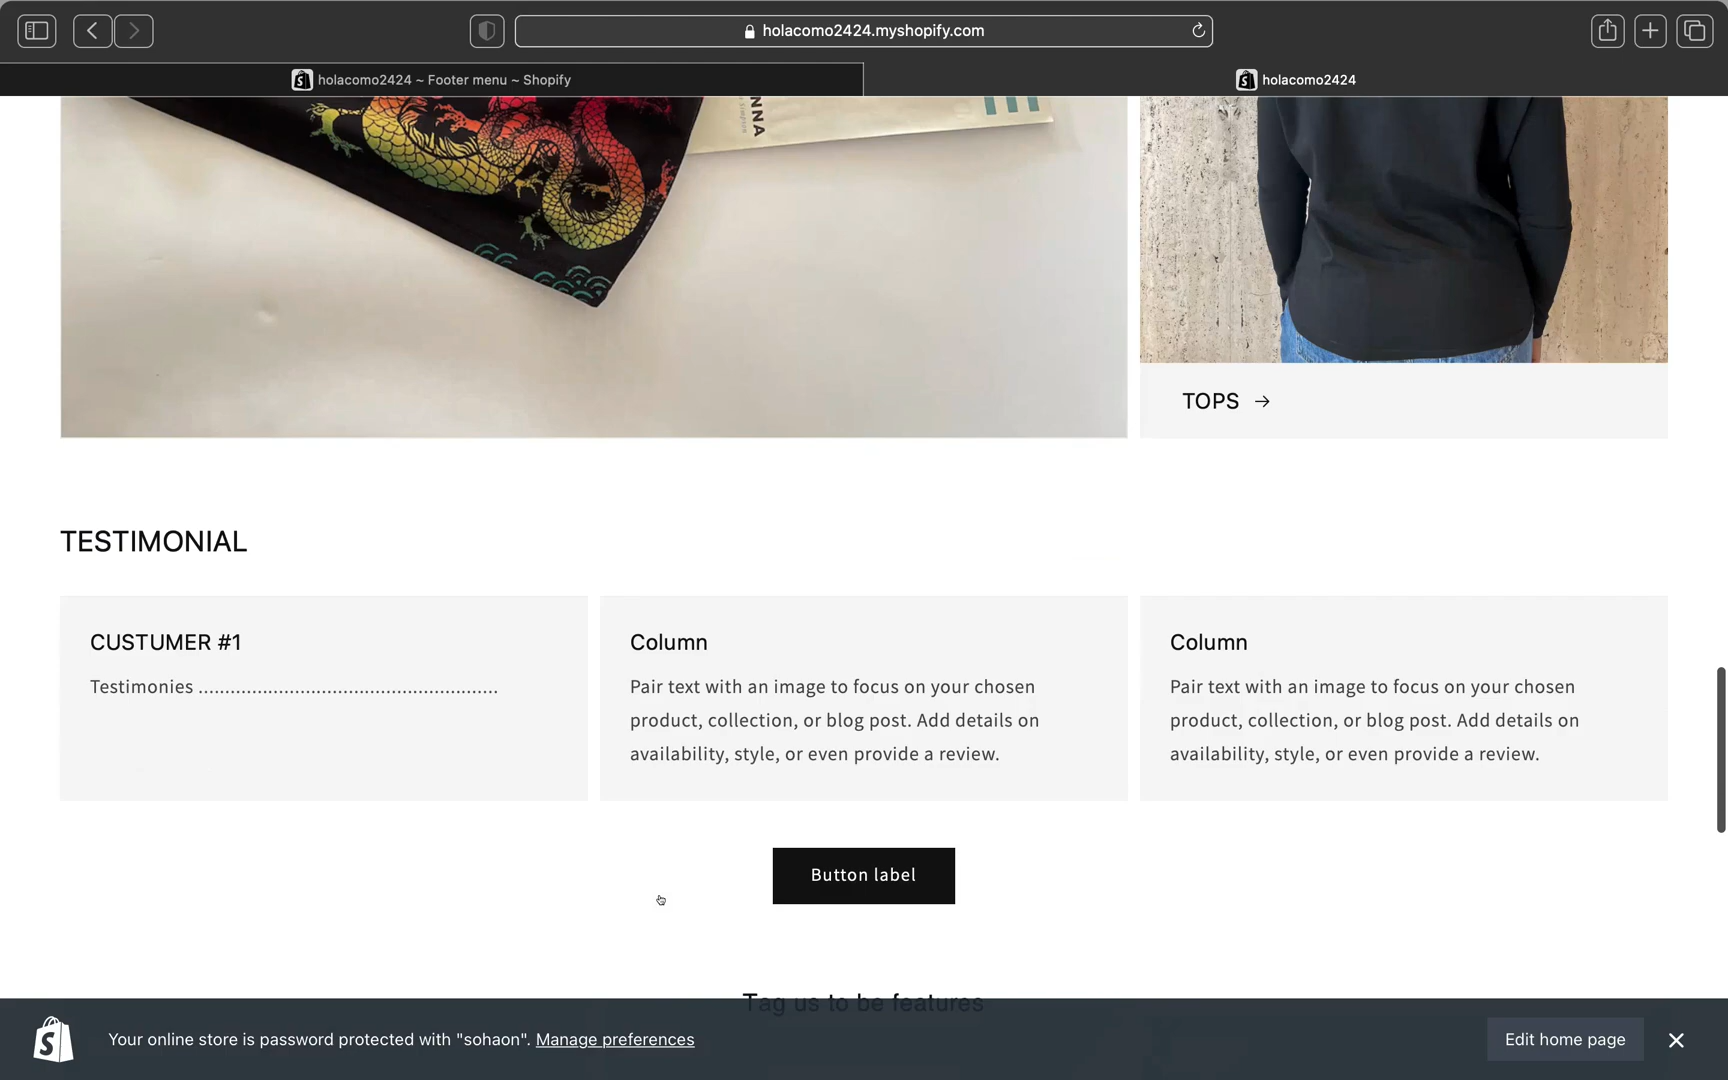 holacomo2424.myshopify.com
holacomo2424 ~ Footer menu ~ Shopify
holacomo2424
NNA
TOPS →
TESTIMONIAL
CUSTUMER #1
Testimonies ........................................................
Column
Pair text with an image to focus on your chosen
product, collection, or blog post. Add details on
availability, style, or even provide a review.
Column
Pair text with an image to focus on your chosen
product, collection, or blog post. Add details on
availability, style, or even provide a review.
Button label
Tag us to be features
Your online store is password protected with "sohaon". Manage preferences
Edit home page